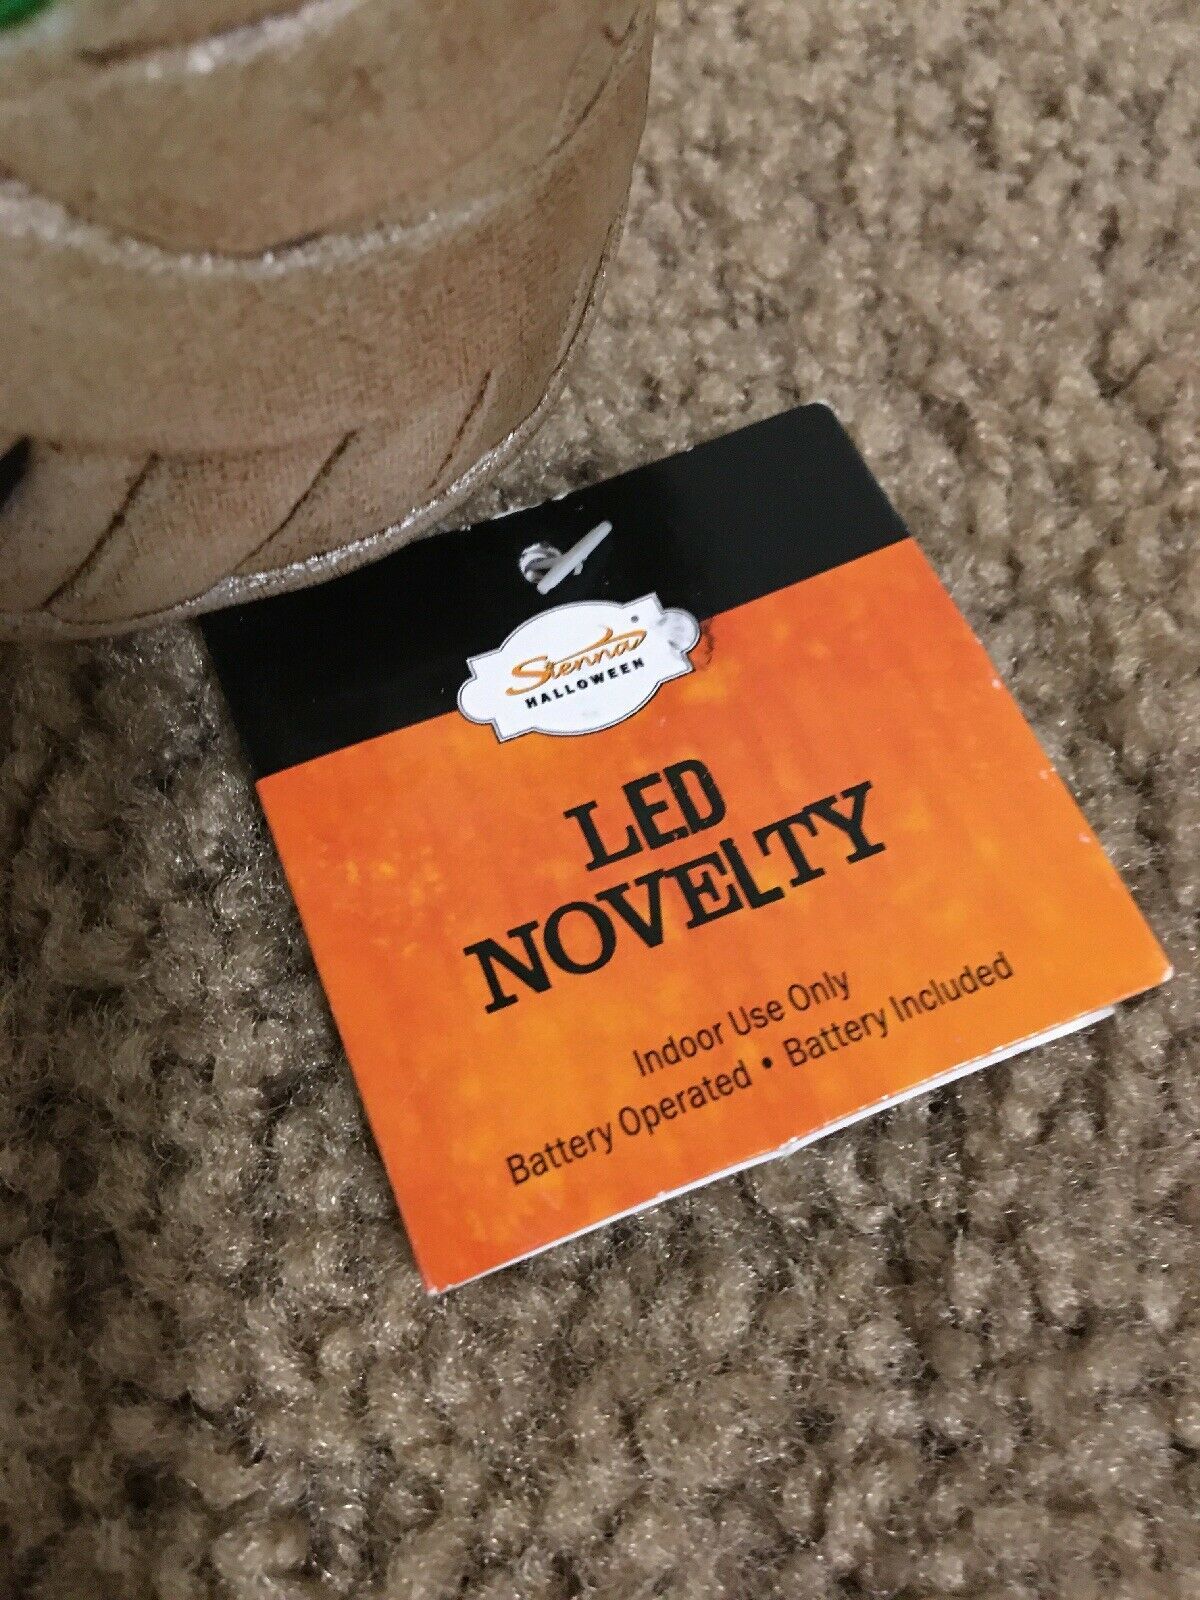 Sienna®
HALLOWEEN
LED
NOVELTY
Indoor Use Only
Battery Operated • Battery Included